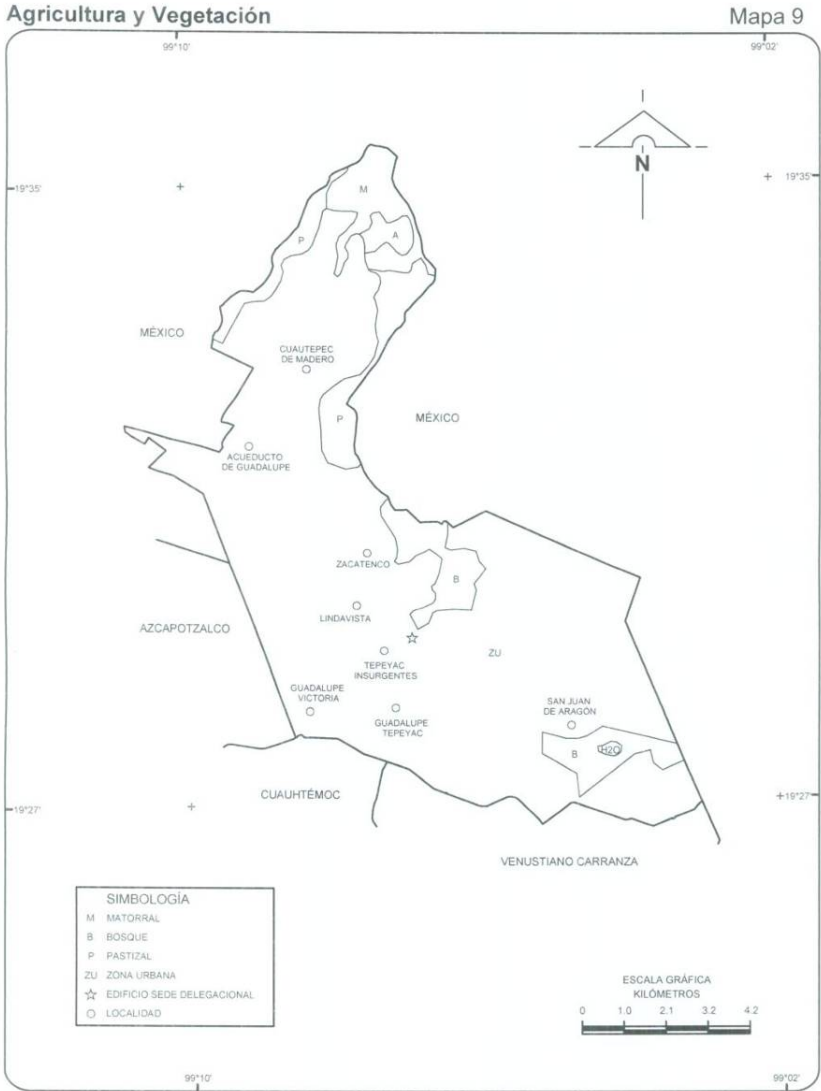 Agricultura y Vegetación
Mapa 9
99°10'
99°02'
N
19°35'
19°35'
M
P
A
MÉXICO
CUAUTEPEC
DE MADERO
P
MÉXICO
ACUEDUCTO
DE GUADALUPE
ZACATENCO
B
LINDAVISTA
AZCAPOTZALCO
TEPEYAC
INSURGENTES
ZU
GUADALUPE
VICTORIA
GUADALUPE
TEPEYAC
SAN JUAN
DE ARAGÓN
B
H2O
19°27'
19°27'
CUAUHTÉMOC
VENUSTIANO CARRANZA
SIMBOLOGÍA
M MATORRAL
B BOSQUE
P PASTIZAL
ZU ZONA URBANA
EDIFICIO SEDE DELEGACIONAL
LOCALIDAD
ESCALA GRÁFICA
KILÓMETROS
0 1.0 2.1 3.2 4.2
99°10'
99°02'